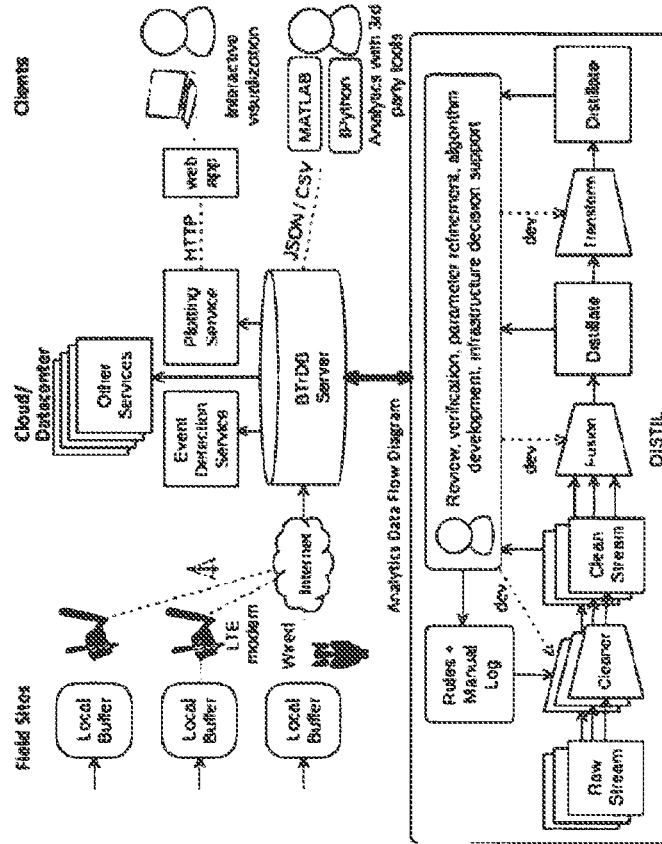 Field Sites
Cloud/
Datacenter
Clients
Local
Buffer
Local
Buffer
Local
Buffer
LTE
modem
Wired
Internet
Other
Services
Event
Detection
Service
Plotting
Service
BTrDB
Server
HTTP
web
app
Interactive
visualization
JSON / CSV
MATLAB
IPython
Analytics with 3rd
party tools
Analytics Data Flow Diagram
Rules +
Manual
Log
Review, verification, parameter refinement, algorithm
development, infrastructure decision support
dev
dev
dev
Raw
Stream
Cleaner
Clean
Stream
Fusion
Distillate
Transform
Distillate
DISTIL